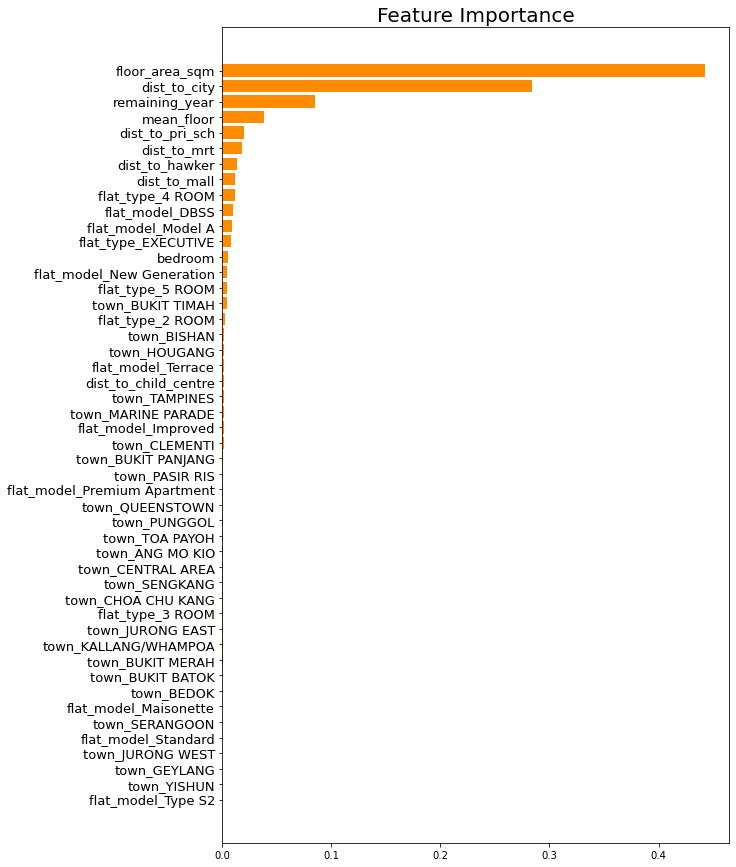 Feature Importance
floor_area_sqm
dist_to_city
remaining_year
mean_floor
dist_to_pri_sch
dist_to_mrt
dist_to_hawker
dist_to_mall
flat_type_4 ROOM
flat_model_DBSS
flat_model_Model A
flat_type_EXECUTIVE
bedroom
flat_model_New Generation
flat_type_5 ROOM
town_BUKIT TIMAH
flat_type_2 ROOM
town_BISHAN
town_HOUGANG
flat_model_Terrace
dist_to_child_centre
town_TAMPINES
town_MARINE PARADE
flat_model_Improved
town_CLEMENTI
town_BUKIT PANJANG
town_PASIR RIS
flat_model_Premium Apartment
town_QUEENSTOWN
town_PUNGGOL
town_TOA PAYOH
town_ANG MO KIO
town_CENTRAL AREA
town_SENGKANG
town_CHOA CHU KANG
flat_type_3 ROOM
town_JURONG EAST
town_KALLANG/WHAMPOA
town_BUKIT MERAH
town_BUKIT BATOK
town_BEDOK
flat_model_Maisonette
town_SERANGOON
flat_model_Standard
town_JURONG WEST
town_GEYLANG
town_YISHUN
flat_model_Type S2
0.0 0.1 0.2 0.3 0.4